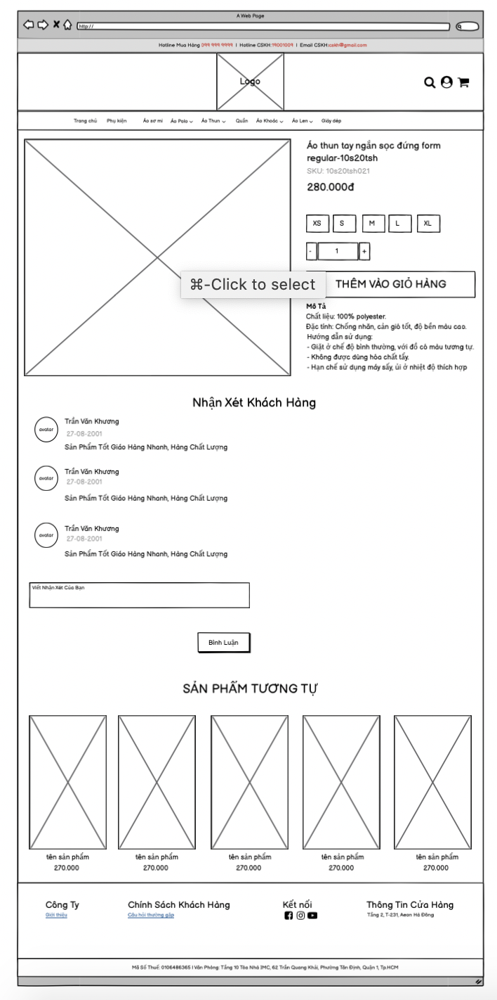 A Web Page
http://
Hotline Mua Hàng 099 999 9999 | Hotline CSKH:19001009 | Email CSKH:cskh@gmail.com
Logo
Trang chủ Phụ kiện Áo sơ mi Áo Polo Áo Thun Quần Áo Khoác Áo Len Giày dép
Áo thun tay ngắn sọc đứng form
regular-10s20tsh
SKU: 10s20tsh021
280.000đ
XS S M L XL
- 1 +
⌘-Click to select
THÊM VÀO GIỎ HÀNG
Mô Tả
Chất liệu: 100% polyester.
Đặc tính: Chống nhăn, cản gió tốt, độ bền màu cao.
Hướng dẫn sử dụng:
- Giặt ở chế độ bình thường, với đồ có màu tương tự.
- Không được dùng hóa chất tẩy.
- Hạn chế sử dụng máy sấy, ủi ở nhiệt độ thích hợp
Nhận Xét Khách Hàng
avatar
Trần Văn Khương
27-08-2001
Sản Phẩm Tốt Giáo Hàng Nhanh, Hàng Chất Lượng
avatar
Trần Văn Khương
27-08-2001
Sản Phẩm Tốt Giáo Hàng Nhanh, Hàng Chất Lượng
avatar
Trần Văn Khương
27-08-2001
Sản Phẩm Tốt Giáo Hàng Nhanh, Hàng Chất Lượng
Viết Nhận Xét Của Bạn
Bình Luận
SẢN PHẨM TƯƠNG TỰ
tên sản phẩm tên sản phẩm tên sản phẩm tên sản phẩm tên sản phẩm
270.000 270.000 270.000 270.000 270.000
Công Ty Chính Sách Khách Hàng Kết nối Thông Tin Cửa Hàng
Giới thiệu Câu hỏi thường gặp Tầng 2, T-231, Aeon Hà Đông
Mã Số Thuế: 0106486365 | Văn Phòng: Tầng 10 Tòa Nhà IMC, 62 Trần Quang Khải, Phường Tân Định, Quận 1, Tp.HCM